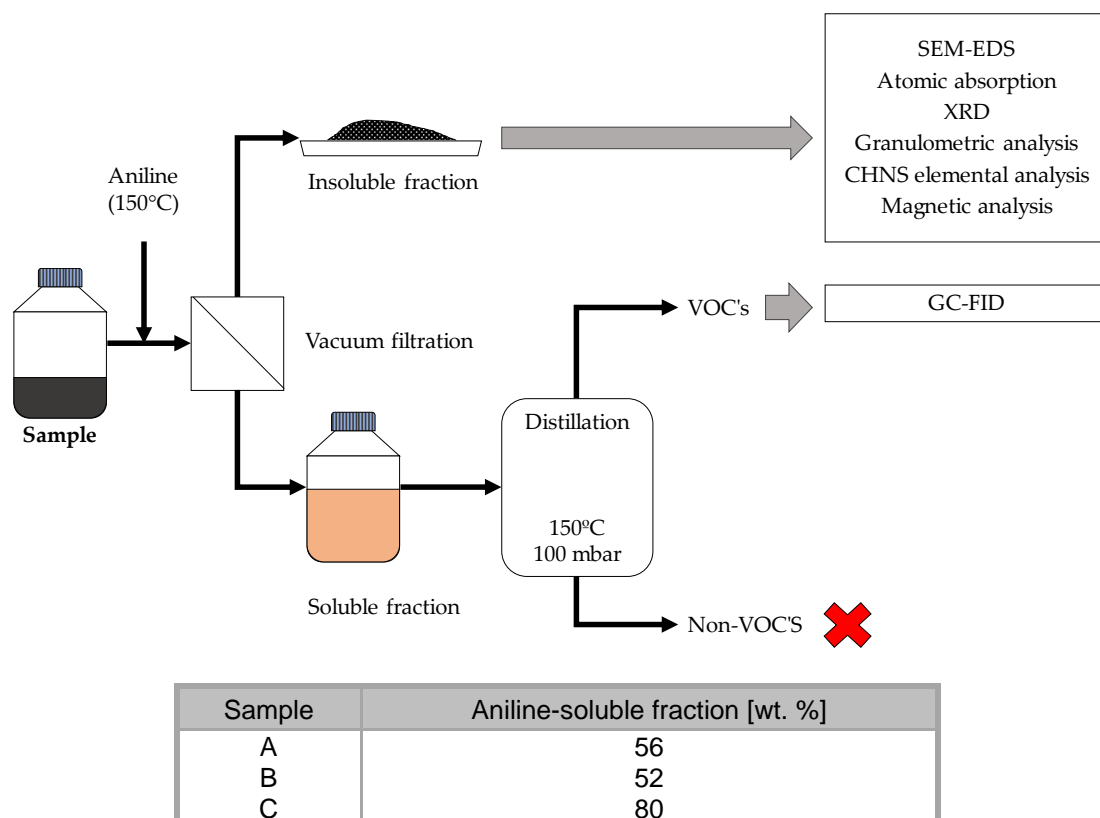 SEM-EDS
Atomic absorption
XRD
Granulometric analysis
CHNS elemental analysis
Magnetic analysis
Aniline
(150°C)
Insoluble fraction
VOC's
GC-FID
Vacuum filtration
Sample
Distillation
150ºC
100 mbar
Soluble fraction
Non-VOC'S
Sample Aniline-soluble fraction [wt. %]
A 56
B 52
C 80